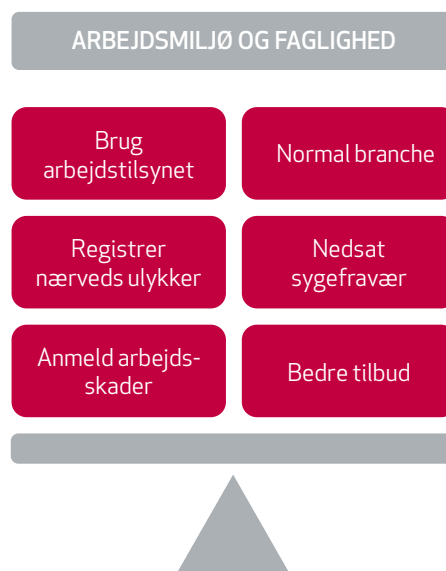 ARBEJDSMILJØ OG FAGLIGHED
Brug
arbejdstilsynet
Normal branche
Registrer
nærveds ulykker
Nedsat
sygefravær
Anmeld arbejds-
skader
Bedre tilbud